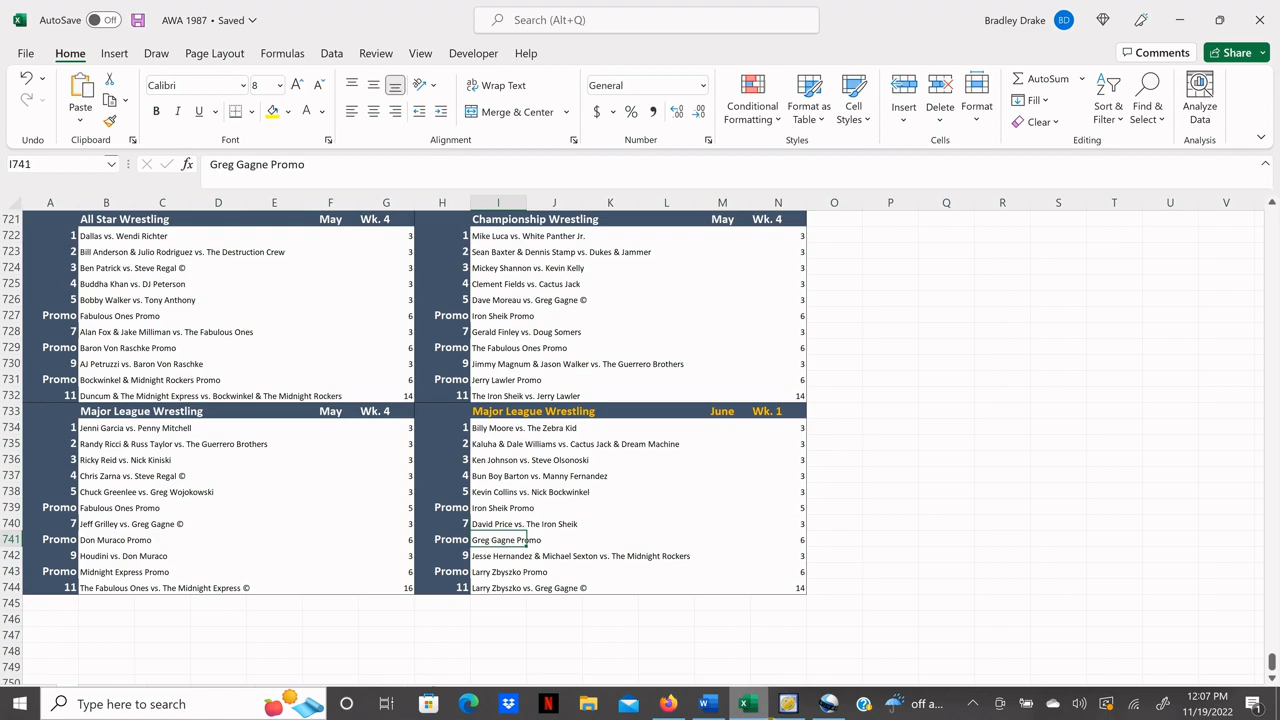 AutoSave Off AWA 1987 • Saved Search (Alt+Q) Bradley Drake BD
File Home Insert Draw Page Layout Formulas Data Review View Developer Help Comments Share
Calibri 8 Wrap Text General AutoSum
Paste Conditional Formatting Format as Table Cell Styles Insert Delete Format Fill Sort & Filter Find & Select Analyze Data
B I U Merge & Center $ % Clear
Undo Clipboard Font Alignment Number Styles Cells Editing Analysis
I741 fx Greg Gagne Promo
A B C D E F G H I J K L M N O P Q R S T U V
721 All Star Wrestling May Wk. 4 Championship Wrestling May Wk. 4
722 1 Dallas vs. Wendi Richter 3 1 Mike Luca vs. White Panther Jr. 3
723 2 Bill Anderson & Julio Rodriguez vs. The Destruction Crew 3 2 Sean Baxter & Dennis Stamp vs. Dukes & Jammer 3
724 3 Ben Patrick vs. Steve Regal © 3 3 Mickey Shannon vs. Kevin Kelly 3
725 4 Buddha Khan vs. DJ Peterson 3 4 Clement Fields vs. Cactus Jack 3
726 5 Bobby Walker vs. Tony Anthony 3 5 Dave Moreau vs. Greg Gagne © 3
727 Promo Fabulous Ones Promo 6 Promo Iron Sheik Promo 6
728 7 Alan Fox & Jake Milliman vs. The Fabulous Ones 3 7 Gerald Finley vs. Doug Somers 3
729 Promo Baron Von Raschke Promo 6 Promo The Fabulous Ones Promo 6
730 9 AJ Petruzzi vs. Baron Von Raschke 3 9 Jimmy Magnum & Jason Walker vs. The Guerrero Brothers 3
731 Promo Bockwinkel & Midnight Rockers Promo 6 Promo Jerry Lawler Promo 6
732 11 Duncum & The Midnight Express vs. Bockwinkel & The Midnight Rockers 14 11 The Iron Sheik vs. Jerry Lawler 14
733 Major League Wrestling May Wk. 4 Major League Wrestling June Wk. 1
734 1 Jenni Garcia vs. Penny Mitchell 3 1 Billy Moore vs. The Zebra Kid 3
735 2 Randy Ricci & Russ Taylor vs. The Guerrero Brothers 3 2 Kaluha & Dale Williams vs. Cactus Jack & Dream Machine 3
736 3 Ricky Reid vs. Nick Kiniski 3 3 Ken Johnson vs. Steve Olsonoski 3
737 4 Chris Zarna vs. Steve Regal © 3 4 Bun Boy Barton vs. Manny Fernandez 3
738 5 Chuck Greenlee vs. Greg Wojokowski 3 5 Kevin Collins vs. Nick Bockwinkel 3
739 Promo Fabulous Ones Promo 5 Promo Iron Sheik Promo 5
740 7 Jeff Grilley vs. Greg Gagne © 3 7 David Price vs. The Iron Sheik 3
741 Promo Don Muraco Promo 6 Promo Greg Gagne Promo 6
742 9 Houdini vs. Don Muraco 3 9 Jesse Hernandez & Michael Sexton vs. The Midnight Rockers 3
743 Promo Midnight Express Promo 6 Promo Larry Zbyszko Promo 6
744 11 The Fabulous Ones vs. The Midnight Express © 16 11 Larry Zbyszko vs. Greg Gagne © 14
745
746
747
748
749
750
Type here to search off a... 12:07 PM
11/19/2022